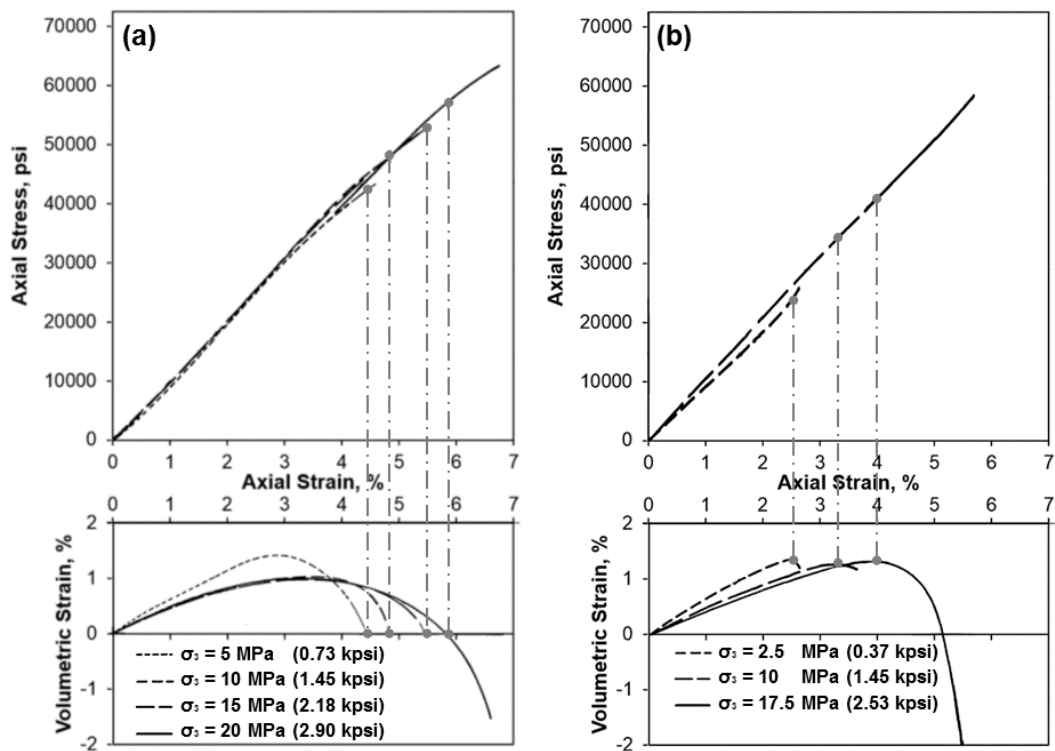 (a)
70000
60000
50000
40000
30000
20000
10000
0
Axial Stress, psi
0 1 2 3 4 5 6 7
Axial Strain, %
2
1
0
-1
-2
Volumetric Strain, %
σ₃ = 5 MPa (0.73 kpsi)
σ₃ = 10 MPa (1.45 kpsi)
σ₃ = 15 MPa (2.18 kpsi)
σ₃ = 20 MPa (2.90 kpsi)
(b)
70000
60000
50000
40000
30000
20000
10000
0
Axial Stress, psi
0 1 2 3 4 5 6 7
Axial Strain, %
0 1 2 3 4 5 6 7
2
1
0
-1
-2
Volumetric Strain, %
σ₃ = 2.5 MPa (0.37 kpsi)
σ₃ = 10 MPa (1.45 kpsi)
σ₃ = 17.5 MPa (2.53 kpsi)
0 1 2 3 4 5 6 7